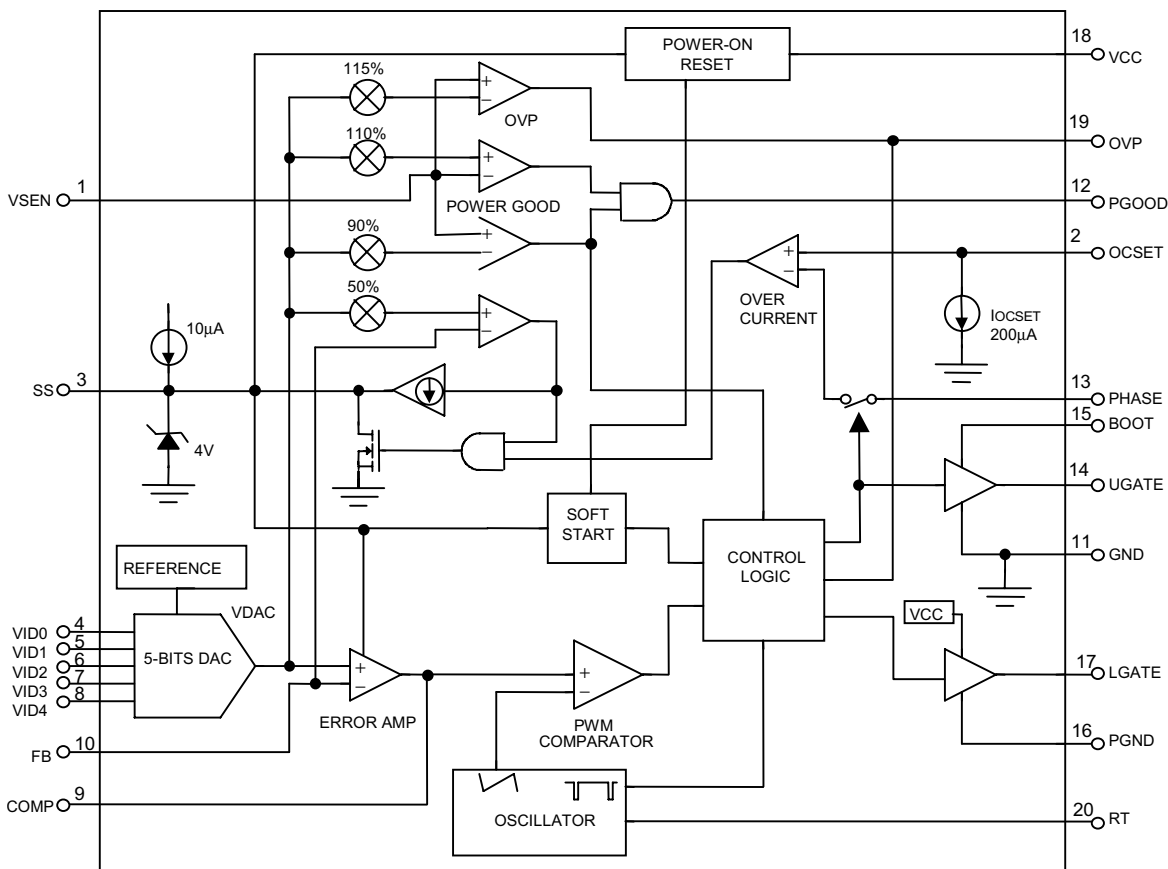 POWER-ON
RESET
18
VCC
115%
+
−
OVP
19
OVP
110%
+
−
POWER GOOD
1
VSEN
12
PGOOD
90%
+
−
2
OCSET
+
−
OVER
CURRENT
IOCSET
200µA
50%
+
−
10µA
3
SS
13
PHASE
15
BOOT
4V
14
UGATE
SOFT
START
CONTROL
LOGIC
11
GND
REFERENCE
VDAC
VCC
VID0
4
VID1
5
VID2
6
VID3
7
VID4
8
5-BITS DAC
+
−
ERROR AMP
+
−
PWM
COMPARATOR
17
LGATE
16
PGND
10
FB
9
COMP
OSCILLATOR
20
RT